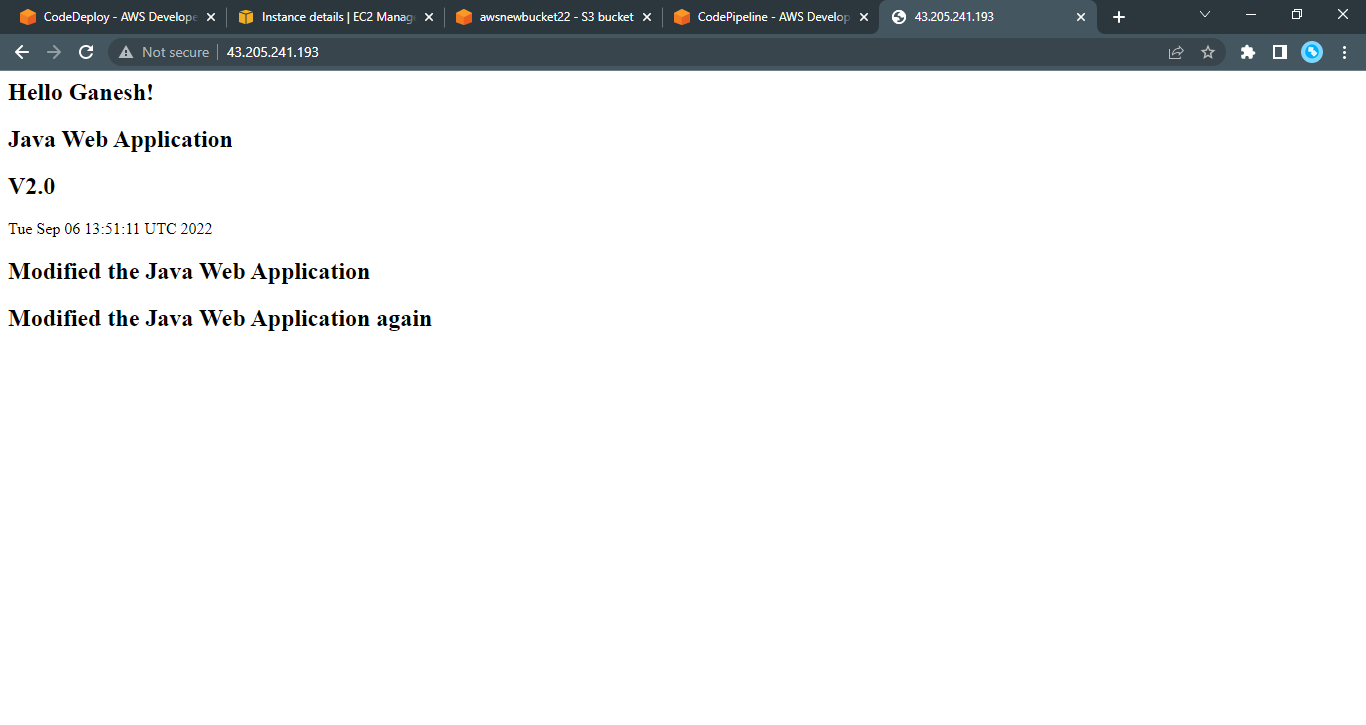 CodeDeploy - AWS Develope
Instance details | EC2 Manag
awsnewbucket22 - S3 bucket
CodePipeline - AWS Develop
43.205.241.193
Not secure
43.205.241.193
Hello Ganesh!
Java Web Application
V2.0
Tue Sep 06 13:51:11 UTC 2022
Modified the Java Web Application
Modified the Java Web Application again